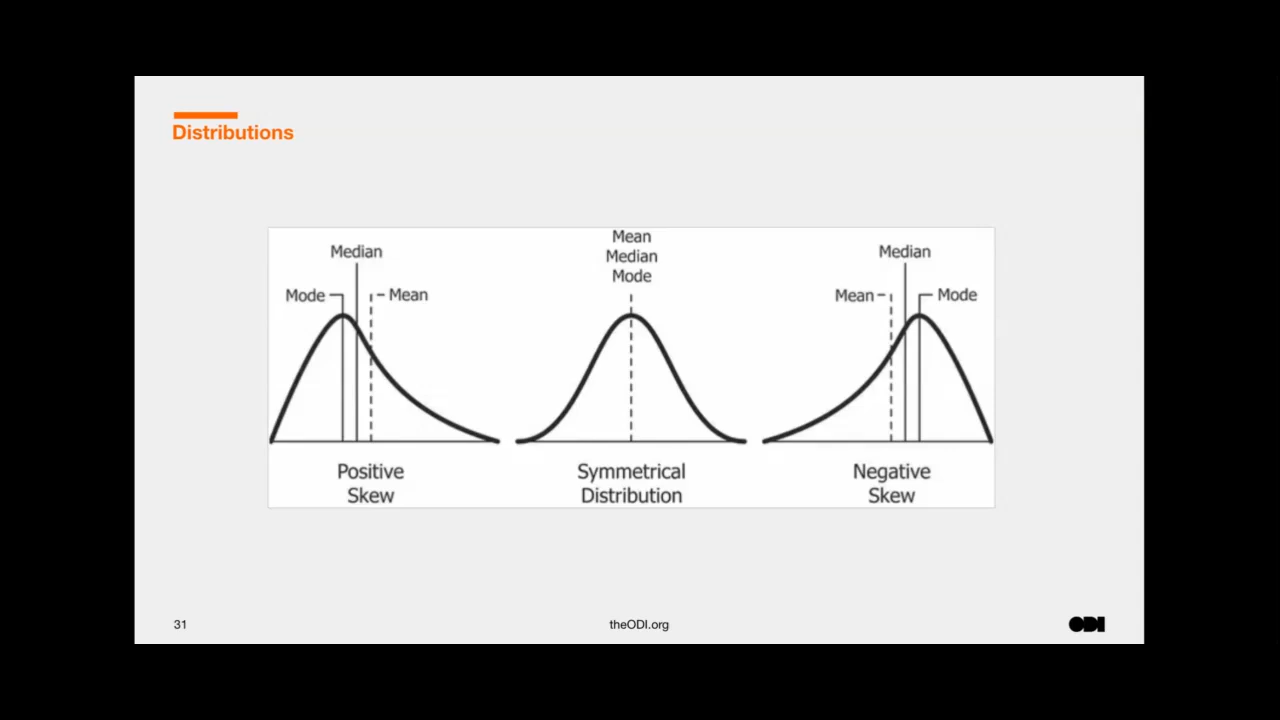 Distributions
Median
Mode
Mean
Positive
Skew
Mean
Median
Mode
Symmetrical
Distribution
Median
Mean
Mode
Negative
Skew
31
theODI.org
ODI